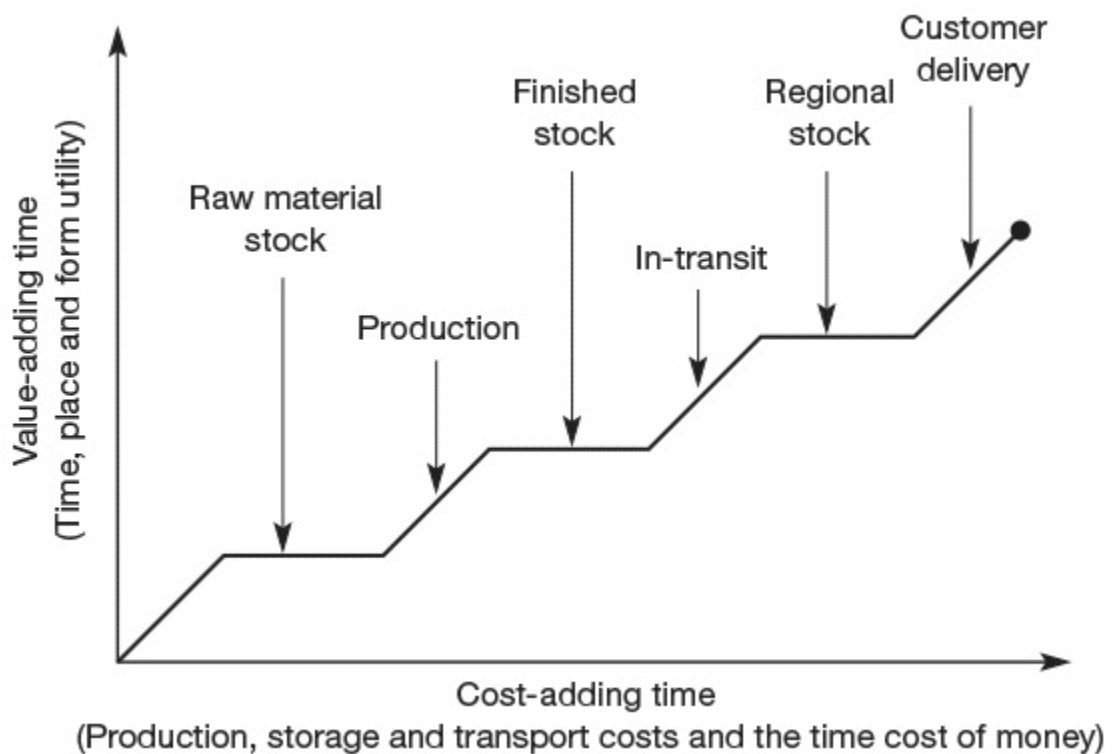 Customer
delivery
Finished
stock
Regional
stock
Raw material
stock
In-transit
Production
Value-adding time
(Time, place and form utility)
Cost-adding time
(Production, storage and transport costs and the time cost of money)